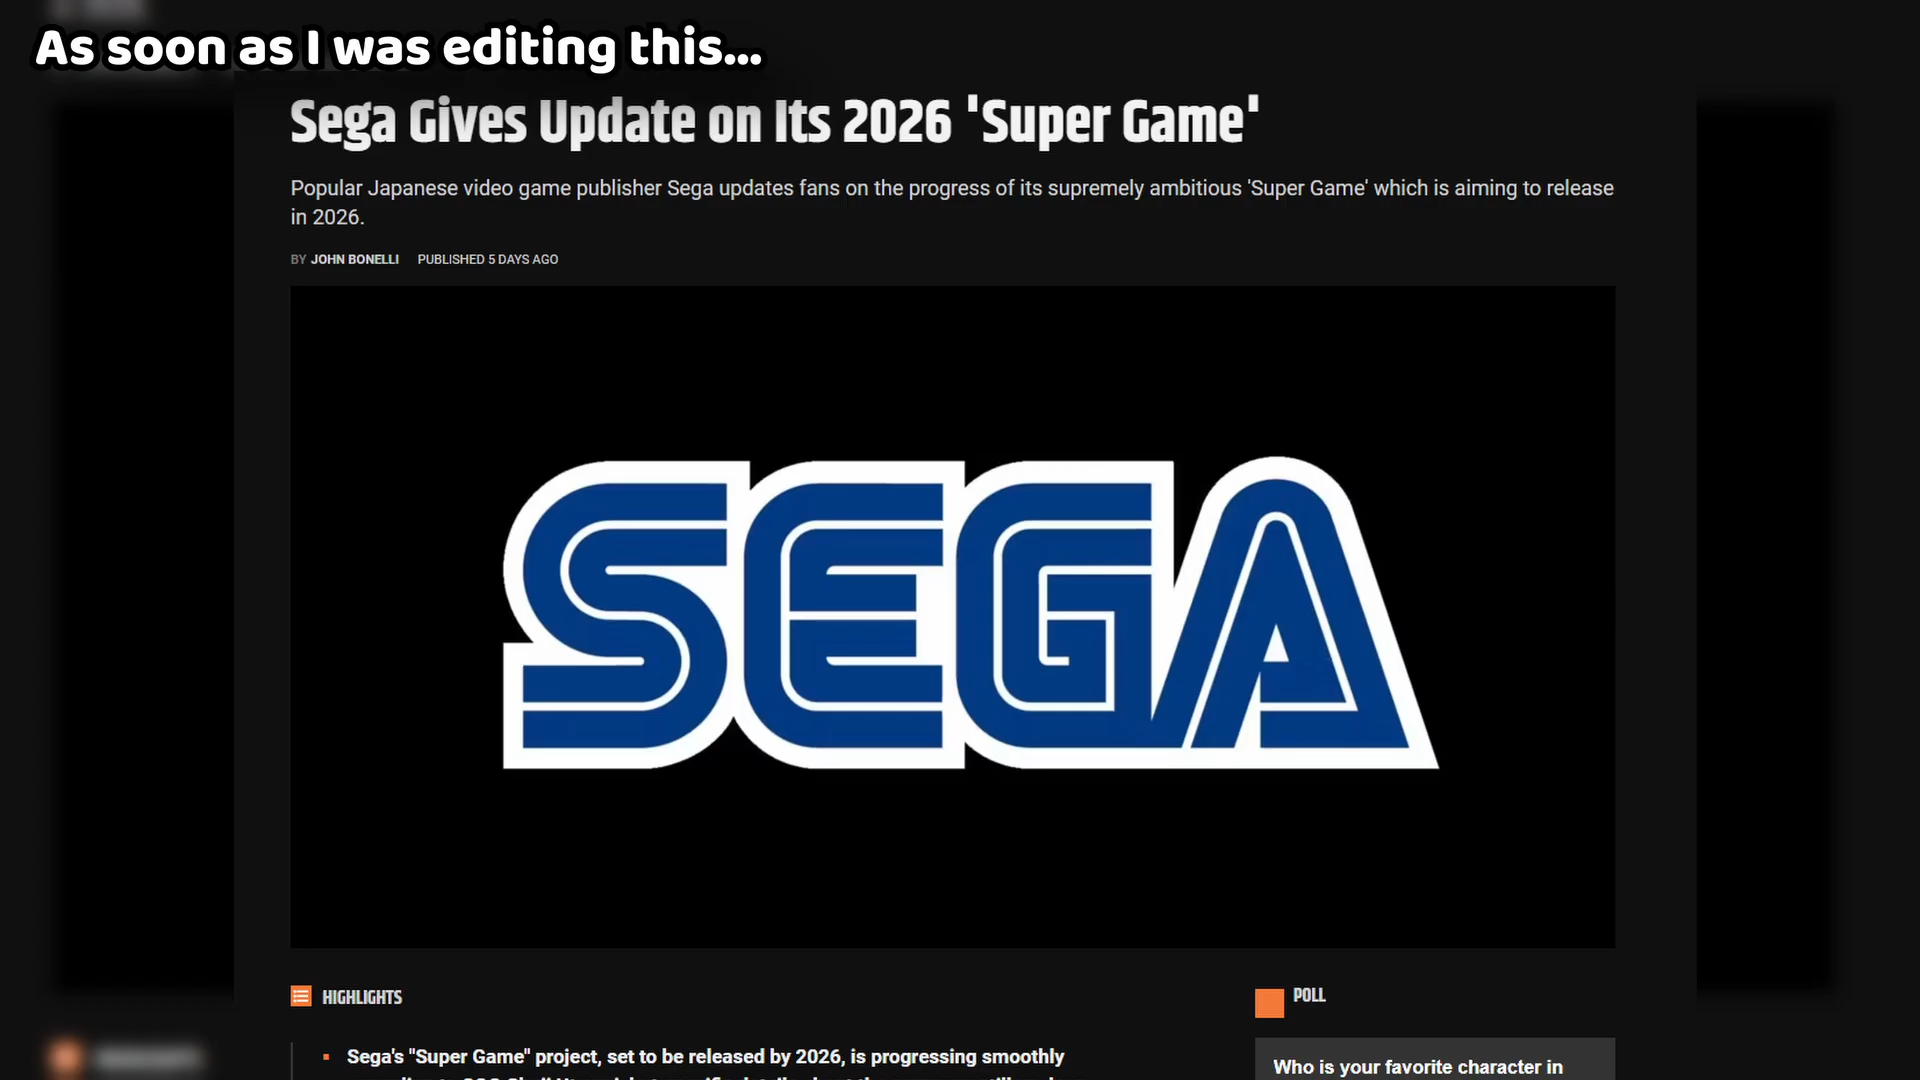 As soon as I was editing this...
Sega Gives Update on Its 2026 'Super Game'
Popular Japanese video game publisher Sega updates fans on the progress of its supremely ambitious 'Super Game' which is aiming to release
in 2026.
BY JOHN BONELLI PUBLISHED 5 DAYS AGO
SEGA
HIGHLIGHTS
POLL
Sega's "Super Game" project, set to be released by 2026, is progressing smoothly
Who is your favorite character in